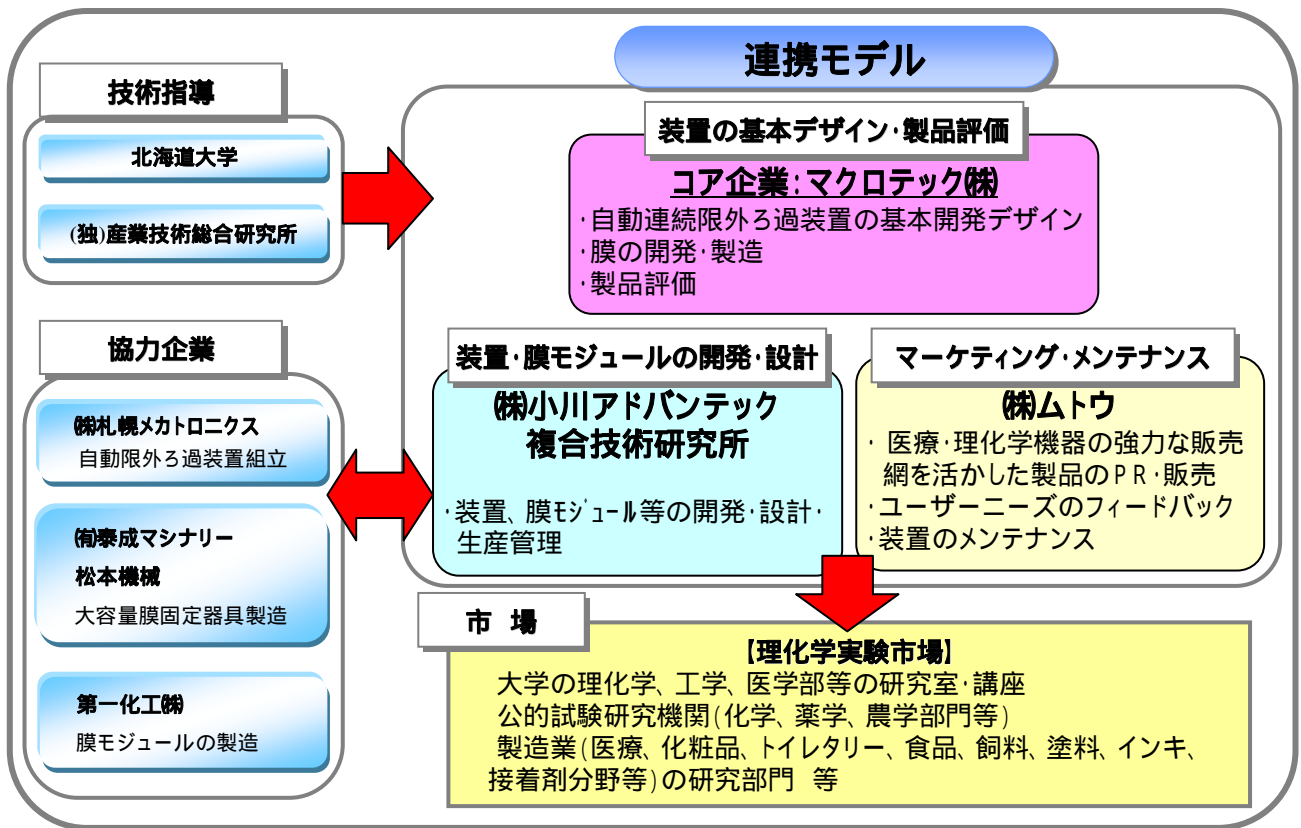 連携モデル
技術指導
北海道大学
(独)産業技術総合研究所
協力企業
㈱札幌メカトロニクス
自動限外ろ過装置組立
㈲泰成マシナリー
松本機械
大容量膜固定器具製造
第一化工㈱
膜モジュールの製造
装置の基本デザイン・製品評価
コア企業:マクロテック㈱
・自動連続限外ろ過装置の基本開発デザイン
・膜の開発・製造
・製品評価
装置・膜モジュールの開発・設計
㈱小川アドバンテック
複合技術研究所
・装置、膜ﾓｼﾞｭｰﾙ等の開発・設計・
生産管理
マーケティング・メンテナンス
㈱ムトウ
・ 医療・理化学機器の強力な販売
網を活かした製品のPR・販売
・ユーザーニーズのフィードバック
・装置のメンテナンス
市 場
【理化学実験市場】
大学の理化学、工学、医学部等の研究室・講座
公的試験研究機関(化学、薬学、農学部門等)
製造業(医療、化粧品、トイレタリー、食品、飼料、塗料、インキ、
接着剤分野等)の研究部門 等